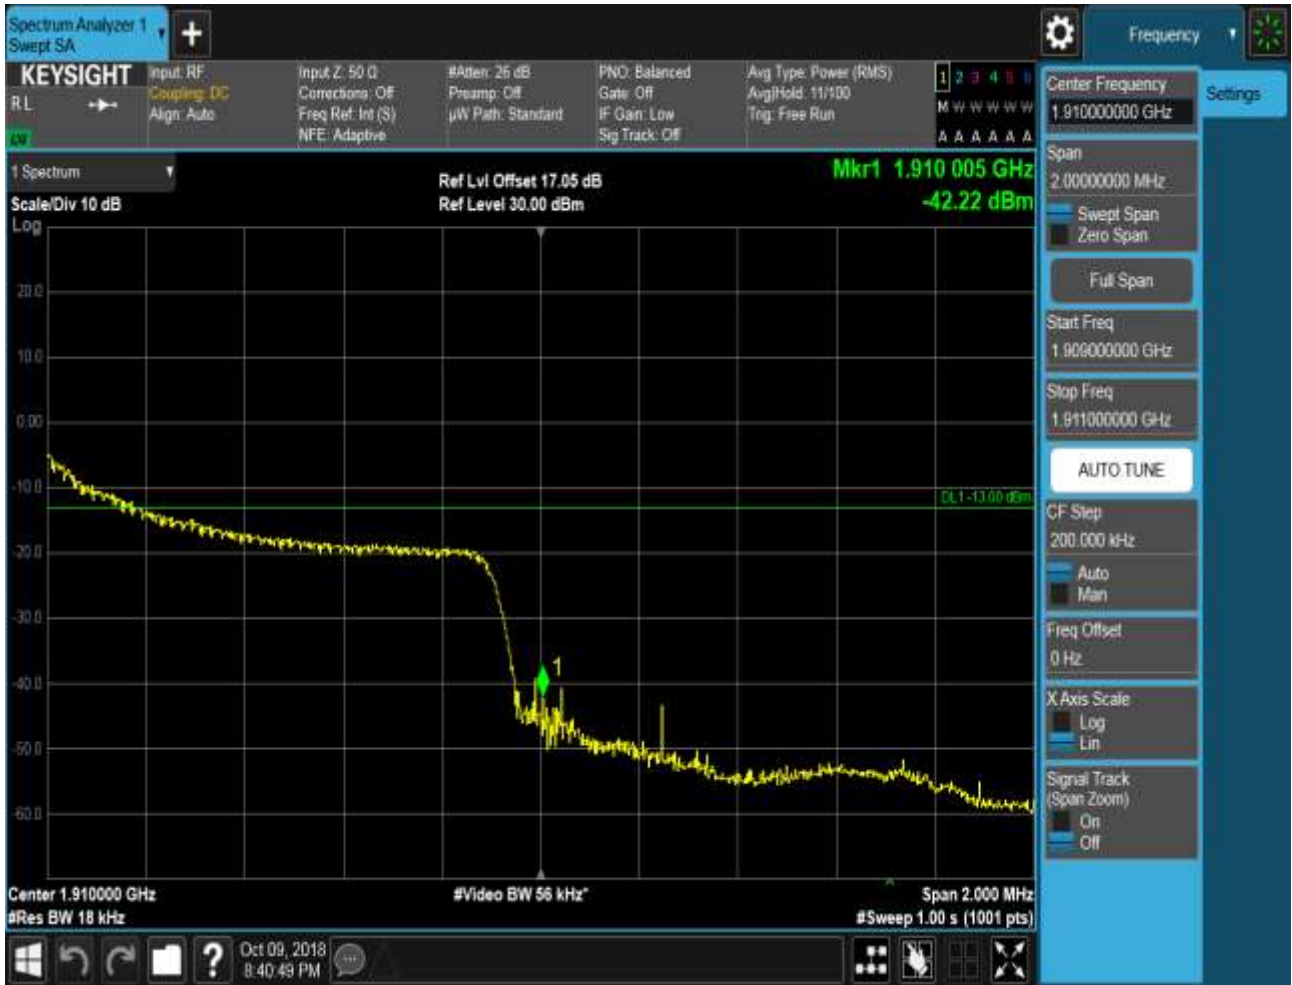 Spectrum Analyzer 1
Swept SA
Frequency
KEYSIGHT
R L
Input: RF
Coupling: DC
Align: Auto
Input Z: 50 Ω
Corrections: Off
Freq Ref: Int (S)
NFE: Adaptive
#Atten: 26 dB
Preamp: Off
µW Path: Standard
PNO: Balanced
Gate: Off
IF Gain: Low
Sig Track: Off
Avg Type: Power (RMS)
Avg|Hold: 11/100
Trig: Free Run
1 2 3 4 5 6
M W W W W W
A A A A A A
1 Spectrum
Scale/Div 10 dB
Log
Ref Lvl Offset 17.05 dB
Ref Level 30.00 dBm
Mkr1 1.910 005 GHz
-42.22 dBm
20.0
10.0
0.00
-10.0
-20.0
-30.0
-40.0
-50.0
-60.0
DL1 -13.00 dBm
1
Center 1.910000 GHz
#Res BW 18 kHz
#Video BW 56 kHz*
Span 2.000 MHz
#Sweep 1.00 s (1001 pts)
Center Frequency
1.910000000 GHz
Settings
Span
2.00000000 MHz
Swept Span
Zero Span
Full Span
Start Freq
1.909000000 GHz
Stop Freq
1.911000000 GHz
AUTO TUNE
CF Step
200.000 kHz
Auto
Man
Freq Offset
0 Hz
X Axis Scale
Log
Lin
Signal Track
(Span Zoom)
On
Off
?
Oct 09, 2018
8:40:49 PM